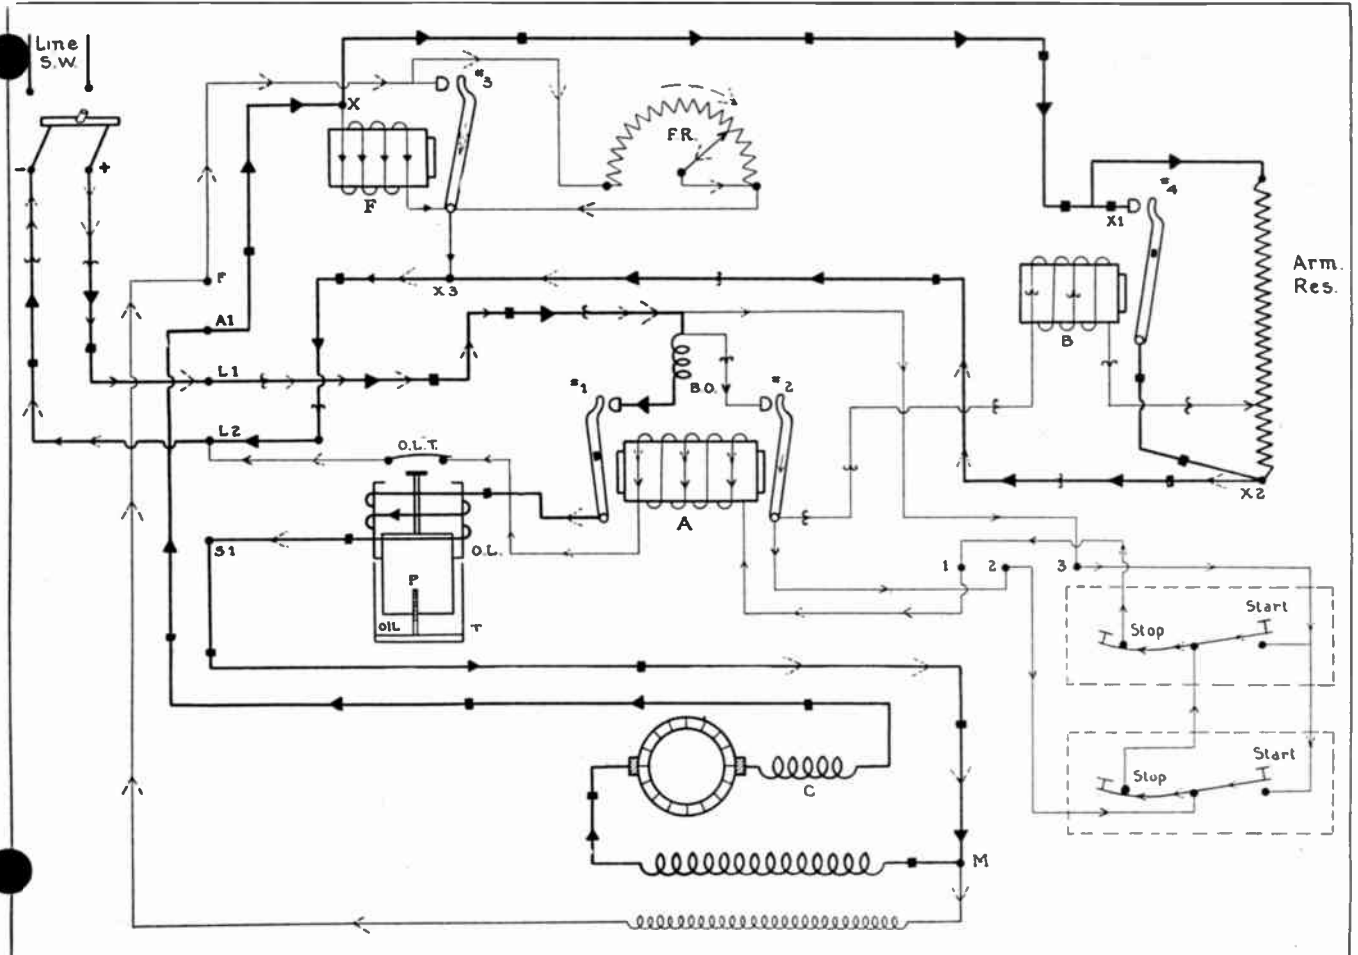 Line
S.W.
-
+
X
#3
F
FR.
#4
X1
Arm.
Res.
B
F
X3
A1
L1
B.O.
#1
#2
L2
O.L.T.
X2
A
S1
O.L.
P
OIL
T
1
2
3
Start
Stop
Start
Stop
C
M